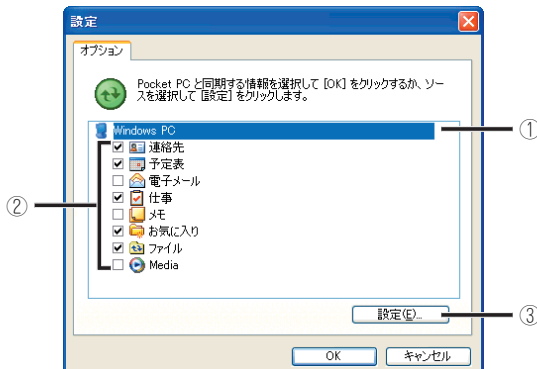 設定
オプション
Pocket PC と同期する情報を選択して [OK] をクリックするか、ソー
スを選択して [設定] をクリックします。
Windows PC
①
連絡先
予定表
電子メール
仕事
②
メモ
お気に入り
ファイル
Media
設定(E)...
③
OK
キャンセル